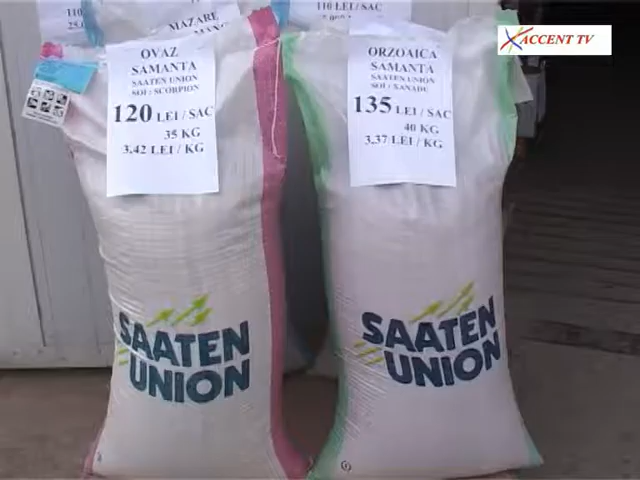 110
MAZARE
110 LEI / SAC
ACCENT TV
OVAZ
SAMANTA
SAATEN UNION
SOI : SCORPION
120 LEI / SAC
35 KG
3.42 LEI / KG
ORZOAICA
SAMANTA
SAATEN UNION
SOI : XANADU
135 LEI / SAC
40 KG
3.37 LEI / KG
SAATEN
UNION
SAATEN
UNION